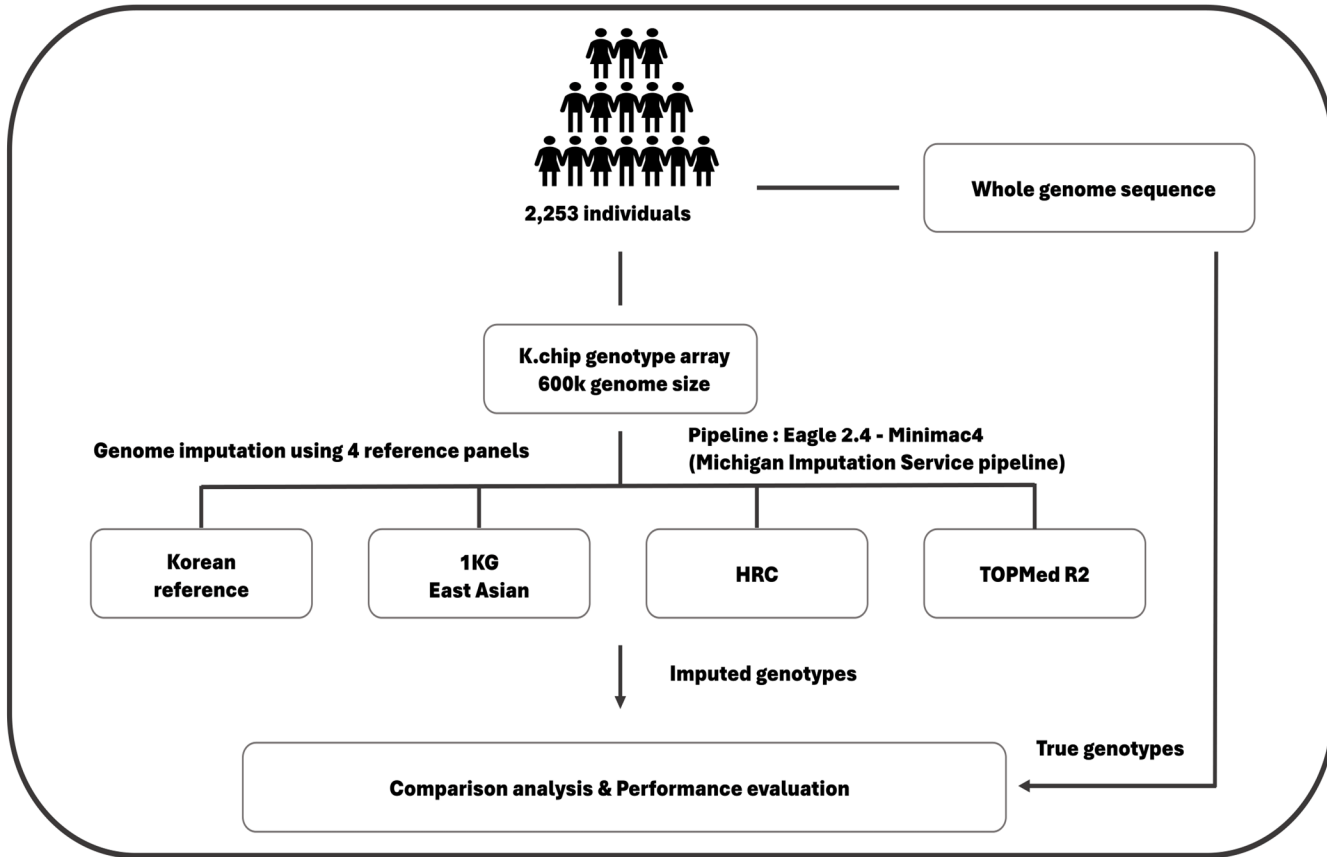 2,253 individuals
Whole genome sequence
K.chip genotype array
600k genome size
Genome imputation using 4 reference panels
Pipeline : Eagle 2.4 - Minimac4
(Michigan Imputation Service pipeline)
Korean
reference
1KG
East Asian
HRC
TOPMed R2
Imputed genotypes
True genotypes
Comparison analysis & Performance evaluation